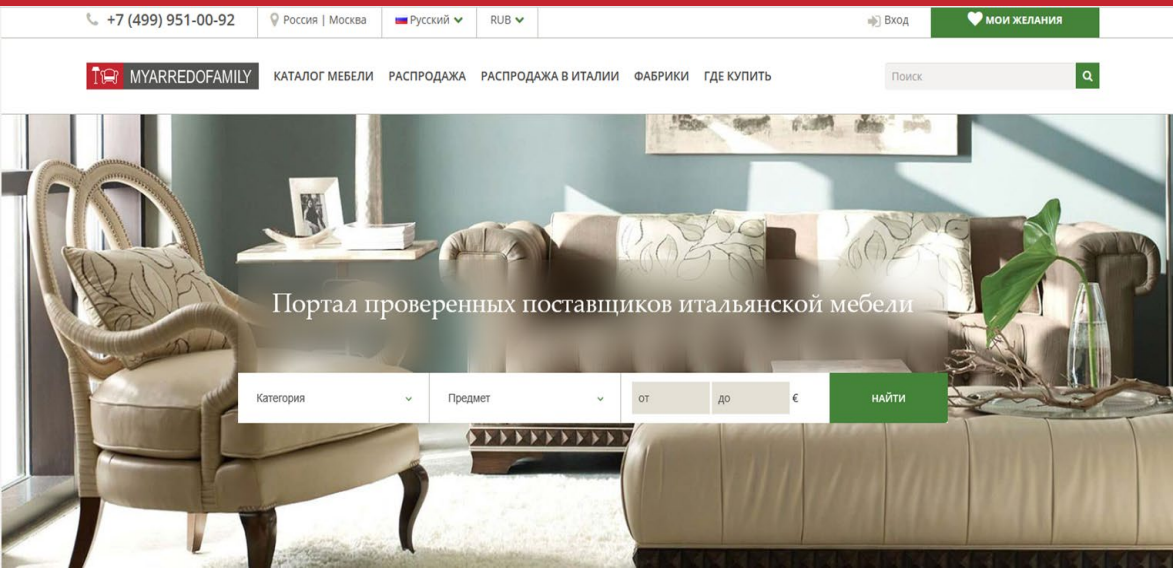 +7 (499) 951-00-92
Россия | Москва
Русский
RUB
Вход
МОИ ЖЕЛАНИЯ
MYARREDOFAMILY
КАТАЛОГ МЕБЕЛИ
РАСПРОДАЖА
РАСПРОДАЖА В ИТАЛИИ
ФАБРИКИ
ГДЕ КУПИТЬ
Поиск
Портал проверенных поставщиков итальянской мебели
Категория
Предмет
от
до
€
НАЙТИ